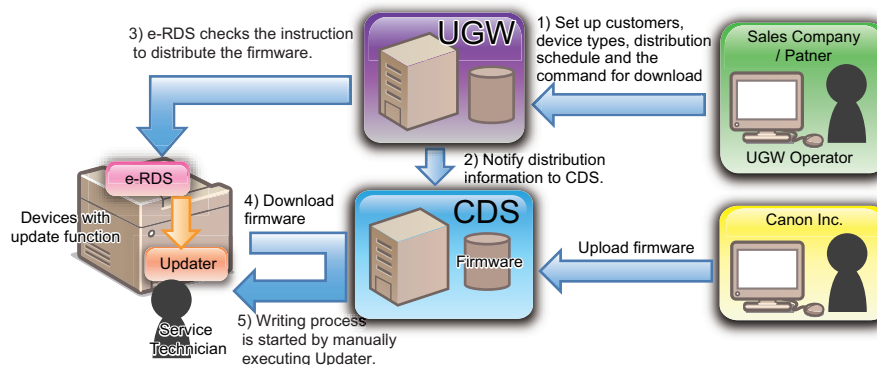 3) e-RDS checks the instruction
to distribute the firmware.
UGW
1) Set up customers,
device types, distribution
schedule and the
command for download
Sales Company
/ Patner
UGW Operator
2) Notify distribution
information to CDS.
e-RDS
Devices with
update function
Updater
4) Download
firmware
CDS
Firmware
Upload firmware
Canon Inc.
Service
Technician
5) Writing process
is started by manually
executing Updater.